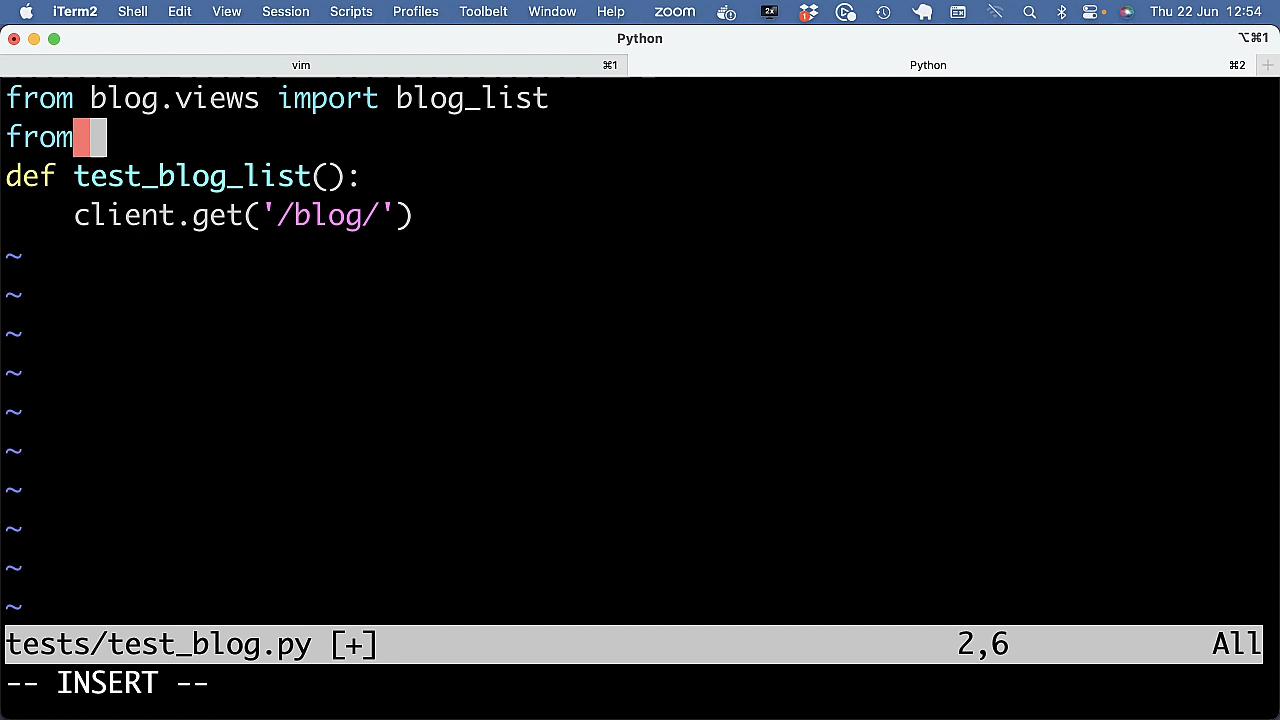 iTerm2 Shell Edit View Session Scripts Profiles Toolbelt Window Help zoom 2x 1 Thu 22 Jun 12:54
Python ⌥⌘1
vim ⌘1 Python ⌘2
from blog.views import blog_list
from
def test_blog_list():
    client.get('/blog/')
~
~
~
~
~
~
~
~
~
~
tests/test_blog.py [+] 2,6 All
-- INSERT --